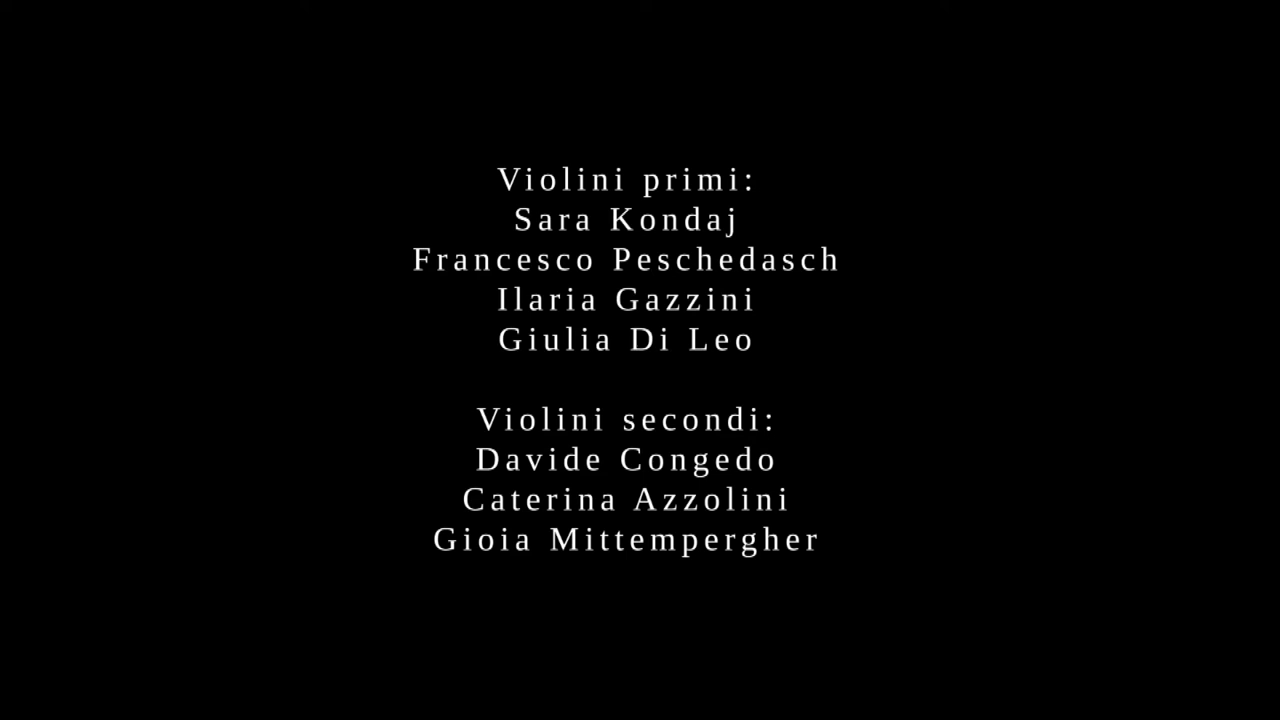 Violini primi:
Sara Kondaj
Francesco Peschedasch
Ilaria Gazzini
Giulia Di Leo
Violini secondi:
Davide Congedo
Caterina Azzolini
Gioia Mittempergher